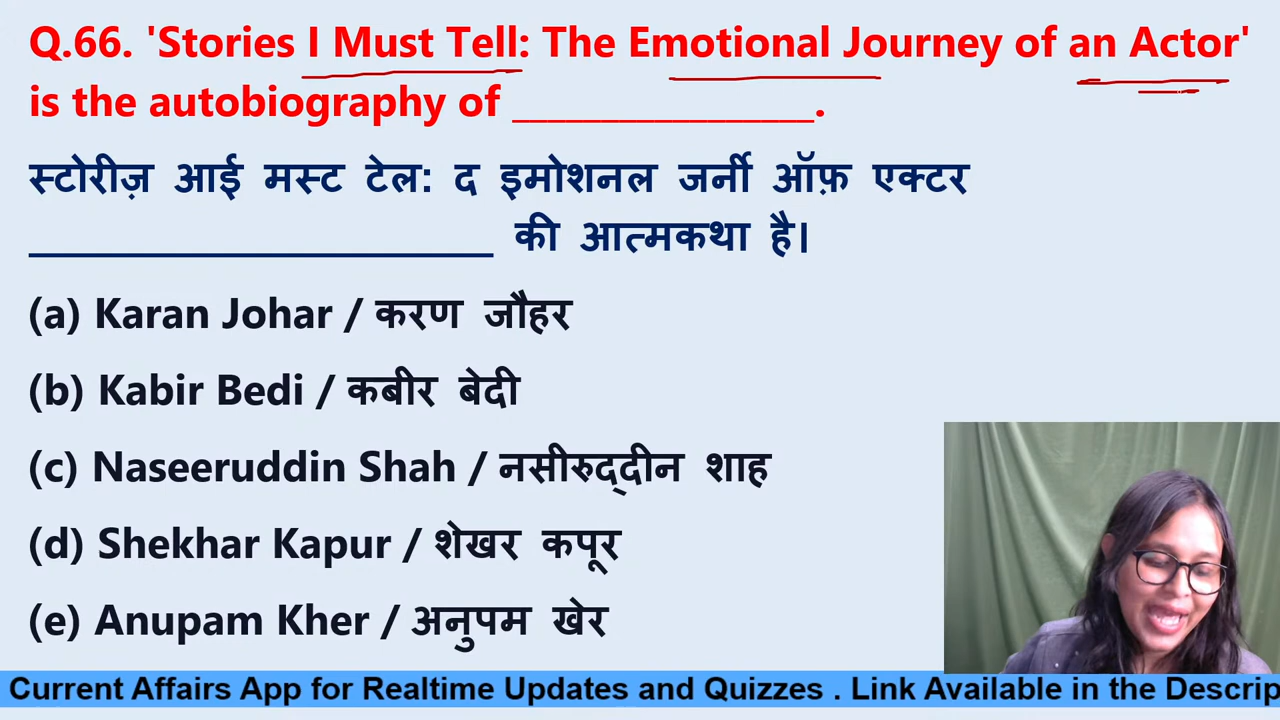 Q.66. 'Stories I Must Tell: The Emotional Journey of an Actor'
is the autobiography of _________________.
स्टोरीज़ आई मस्ट टेल: द इमोशनल जर्नी ऑफ़ एक्टर
______________________ की आत्मकथा है।
(a) Karan Johar / करण जौहर
(b) Kabir Bedi / कबीर बेदी
(c) Naseeruddin Shah / नसीरुद्दीन शाह
(d) Shekhar Kapur / शेखर कपूर
(e) Anupam Kher / अनुपम खेर
Current Affairs App for Realtime Updates and Quizzes . Link Available in the Descrip